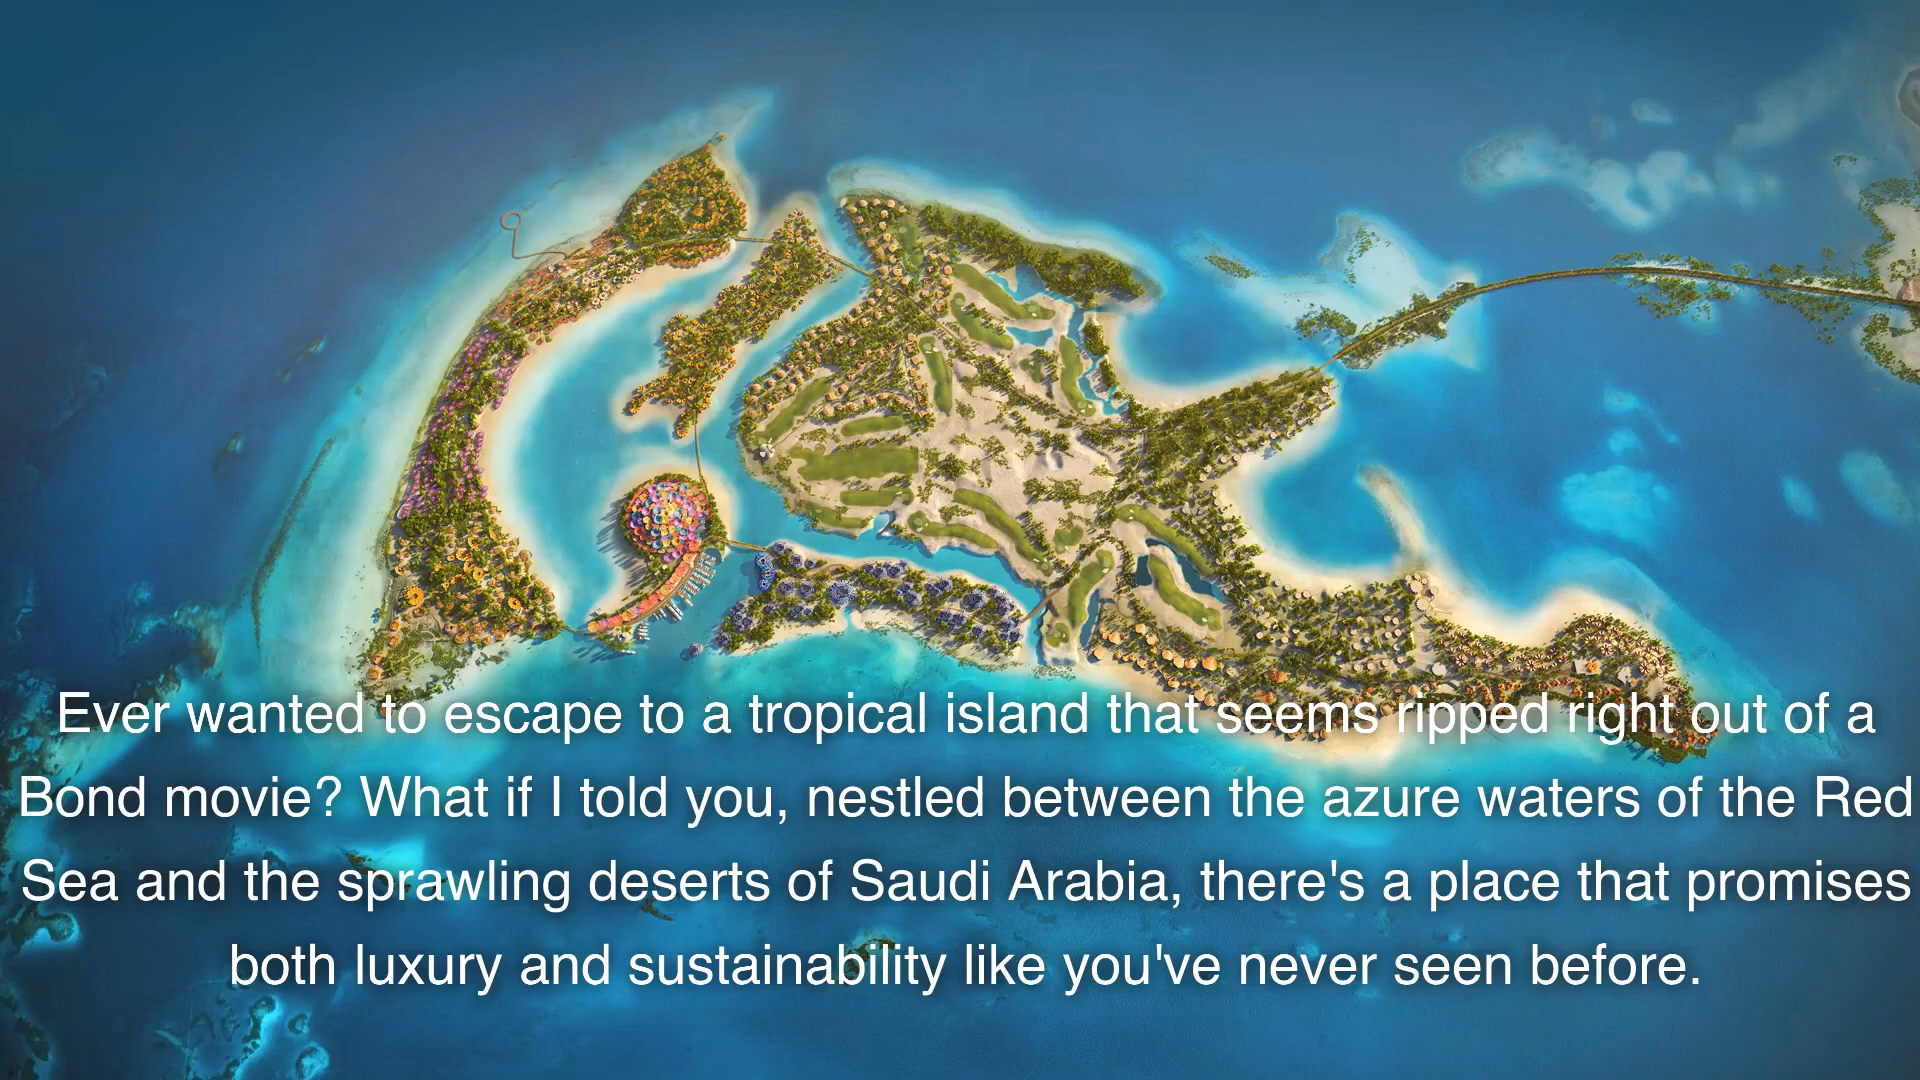 Ever wanted to escape to a tropical island that seems ripped right out of a
Bond movie? What if I told you, nestled between the azure waters of the Red
Sea and the sprawling deserts of Saudi Arabia, there's a place that promises
both luxury and sustainability like you've never seen before.